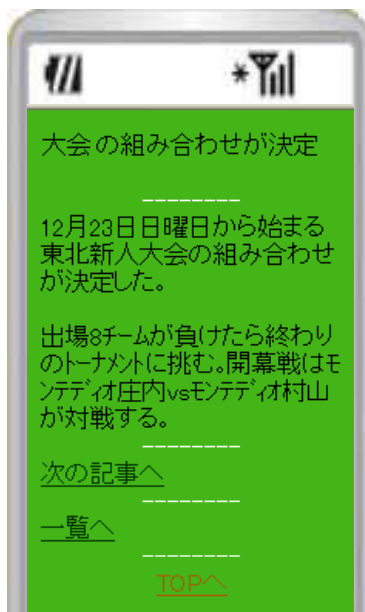 大会の組み合わせが決定
12月23日日曜日から始まる
東北新人大会の組み合わせ
が決定した。
出場8ﾁｰﾑが負けたら終わり
のﾄｰﾅﾒﾝﾄに挑む。開幕戦はﾓ
ﾝﾃﾃﾞｨｵ庄内vsﾓﾝﾃﾃﾞｨｵ村山
が対戦する。
次の記事へ
一覧へ
TOPへ